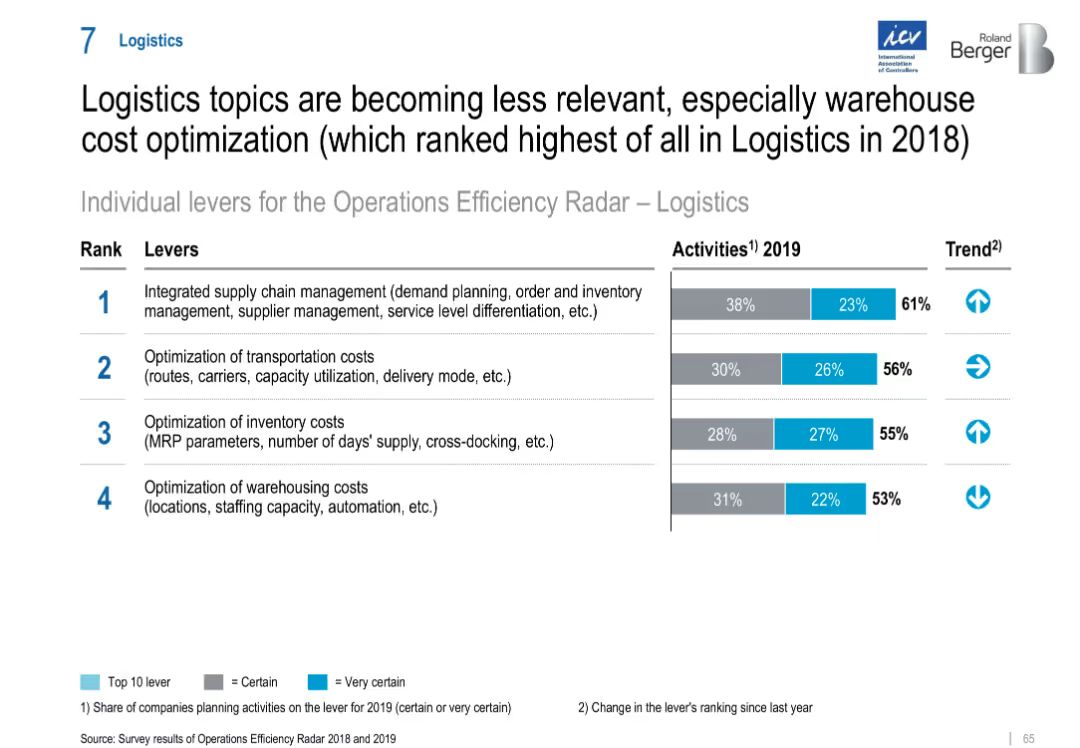 7 Logistics
icv
International
Association
of Controllers
Roland
Berger
B
Logistics topics are becoming less relevant, especially warehouse
cost optimization (which ranked highest of all in Logistics in 2018)
Individual levers for the Operations Efficiency Radar – Logistics
Rank Levers Activities1) 2019 Trend2)
1 Integrated supply chain management (demand planning, order and inventory
management, supplier management, service level differentiation, etc.)
38% 23% 61%
2 Optimization of transportation costs
(routes, carriers, capacity utilization, delivery mode, etc.)
30% 26% 56%
3 Optimization of inventory costs
(MRP parameters, number of days' supply, cross-docking, etc.)
28% 27% 55%
4 Optimization of warehousing costs
(locations, staffing capacity, automation, etc.)
31% 22% 53%
Top 10 lever = Certain = Very certain
1) Share of companies planning activities on the lever for 2019 (certain or very certain) 2) Change in the lever's ranking since last year
Source: Survey results of Operations Efficiency Radar 2018 and 2019
65